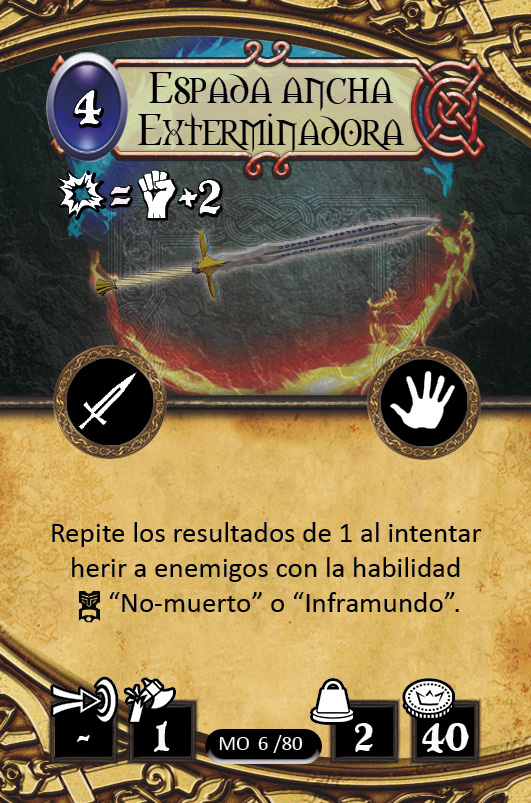 4
Espada ancha
Exterminadora
= +2
Repite los resultados de 1 al intentar
herir a enemigos con la habilidad
“No-muerto” o “Inframundo”.
- 1 MO 6 /80 2 40